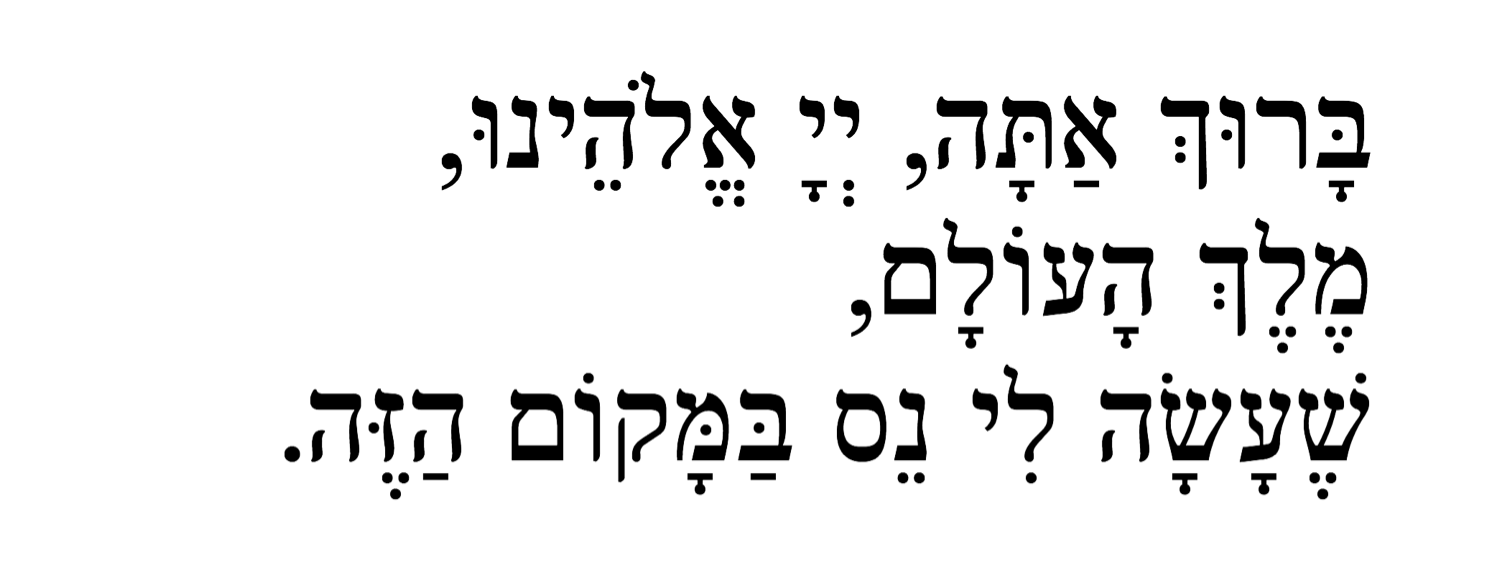 בָּרוּךְ אַתָּה, יְיָ אֱלֹהֵינוּ,
מֶלֶךְ הָעוֹלָם,
שֶׁעָשָׂה לִי נֵס בַּמָּקוֹם הַזֶּה.